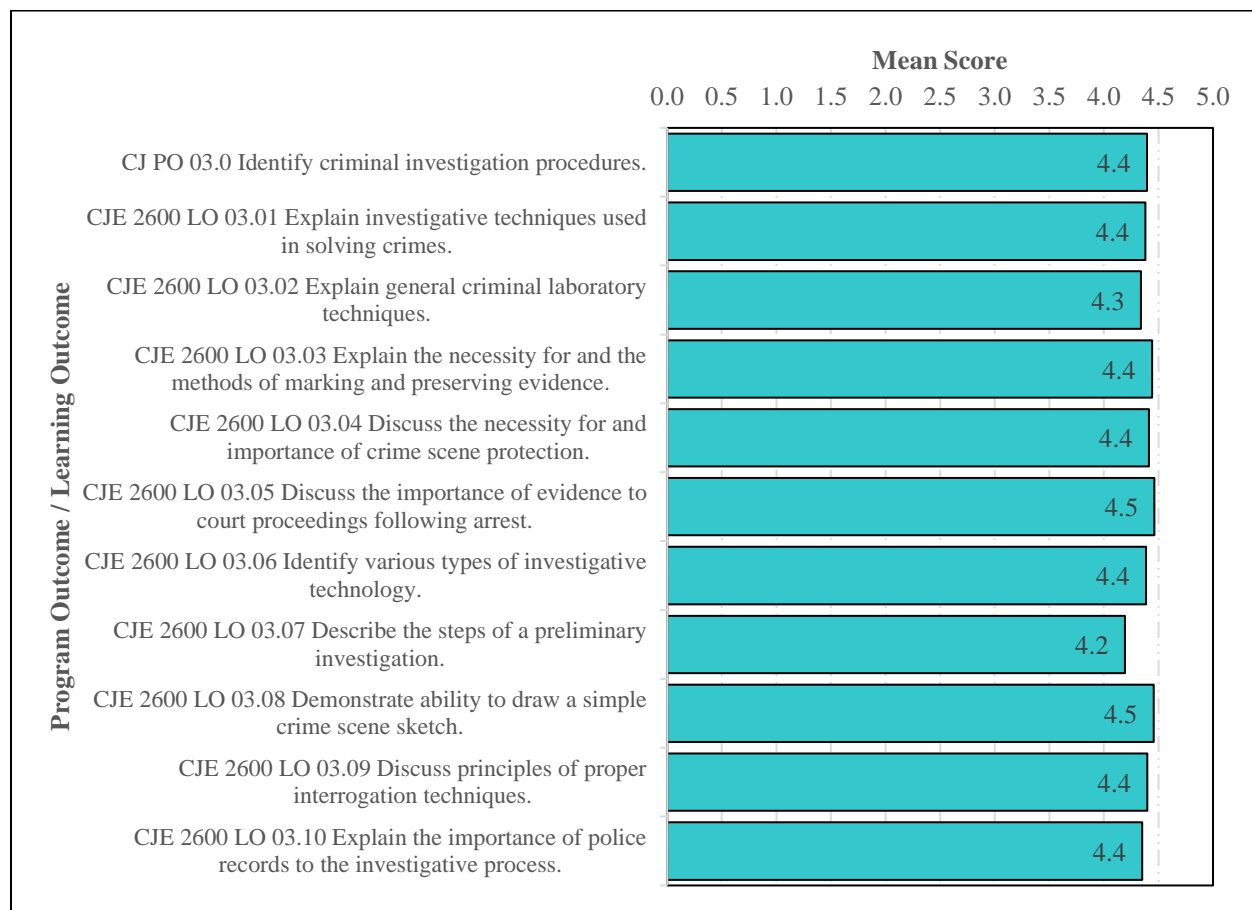 Mean Score
0.0 0.5 1.0 1.5 2.0 2.5 3.0 3.5 4.0 4.5 5.0
Program Outcome / Learning Outcome
CJ PO 03.0 Identify criminal investigation procedures.
4.4
CJE 2600 LO 03.01 Explain investigative techniques used
in solving crimes.
4.4
CJE 2600 LO 03.02 Explain general criminal laboratory
techniques.
4.3
CJE 2600 LO 03.03 Explain the necessity for and the
methods of marking and preserving evidence.
4.4
CJE 2600 LO 03.04 Discuss the necessity for and
importance of crime scene protection.
4.4
CJE 2600 LO 03.05 Discuss the importance of evidence to
court proceedings following arrest.
4.5
CJE 2600 LO 03.06 Identify various types of investigative
technology.
4.4
CJE 2600 LO 03.07 Describe the steps of a preliminary
investigation.
4.2
CJE 2600 LO 03.08 Demonstrate ability to draw a simple
crime scene sketch.
4.5
CJE 2600 LO 03.09 Discuss principles of proper
interrogation techniques.
4.4
CJE 2600 LO 03.10 Explain the importance of police
records to the investigative process.
4.4